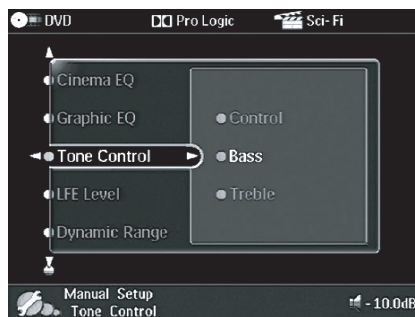 DVD Pro Logic Sci-Fi
Cinema EQ
Graphic EQ
Tone Control
LFE Level
Dynamic Range
Control
Bass
Treble
Manual Setup
Tone Control
-10.0dB